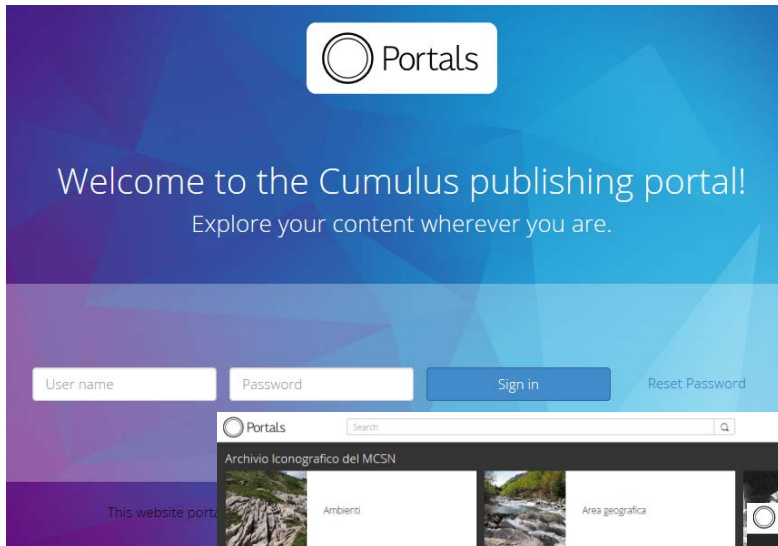 Portals
Welcome to the Cumulus publishing portal!
Explore your content wherever you are.
User name
Password
Sign in
Reset Password
Portals
Search
Archivio Iconografico del MCSN
This website
Ambienti
Area geografica